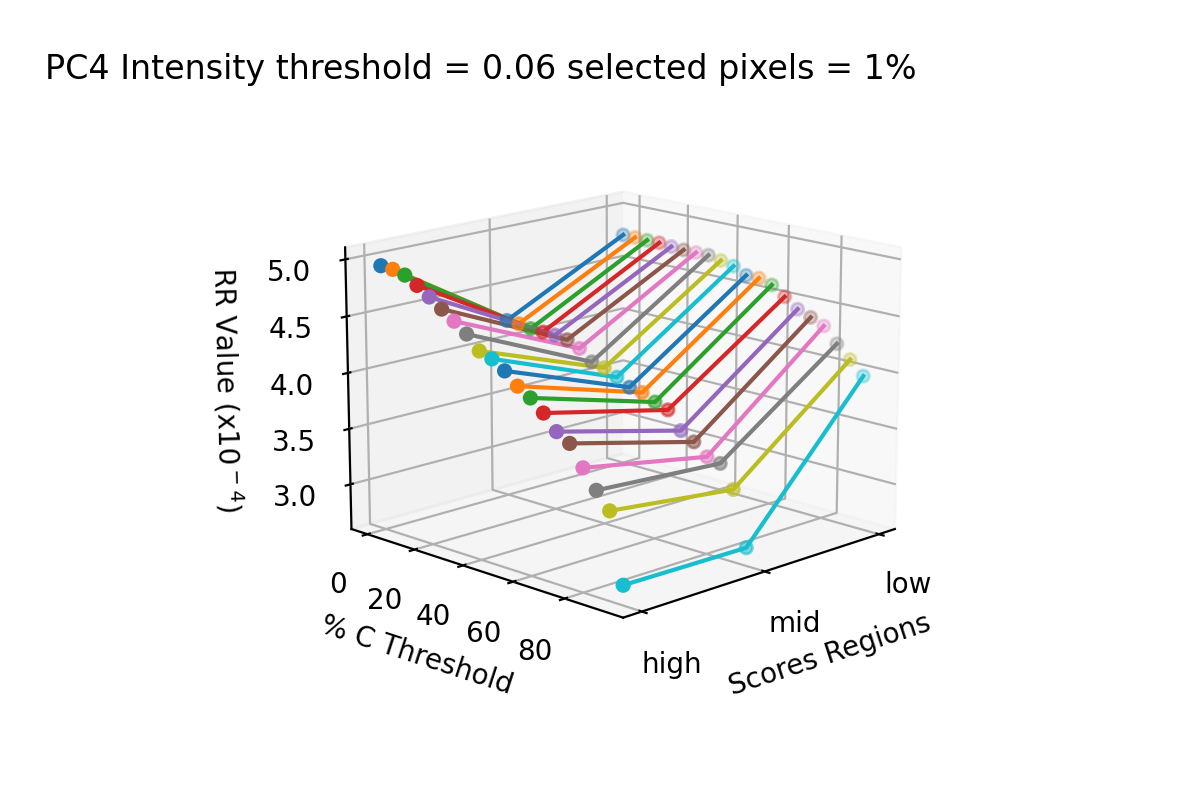 PC4 Intensity threshold = 0.06 selected pixels = 1%
RR Value (x10⁻⁴)
5.0
4.5
4.0
3.5
3.0
0
20
40
60
80
% C Threshold
high
mid
low
Scores Regions